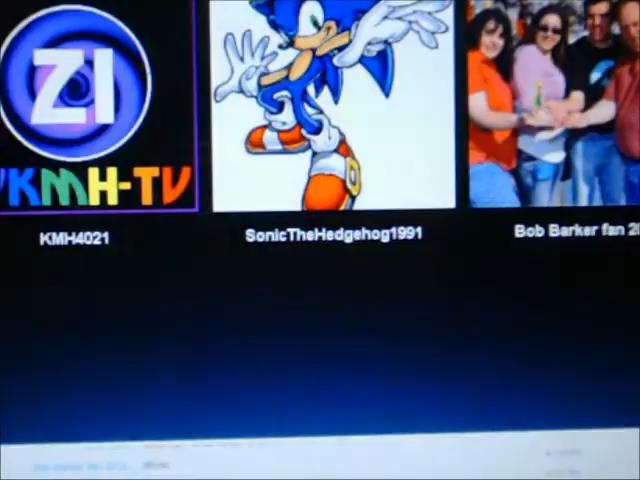 ZI
KMH-TV
KMH4021
SonicTheHedgehog1991
Bob Barker fan